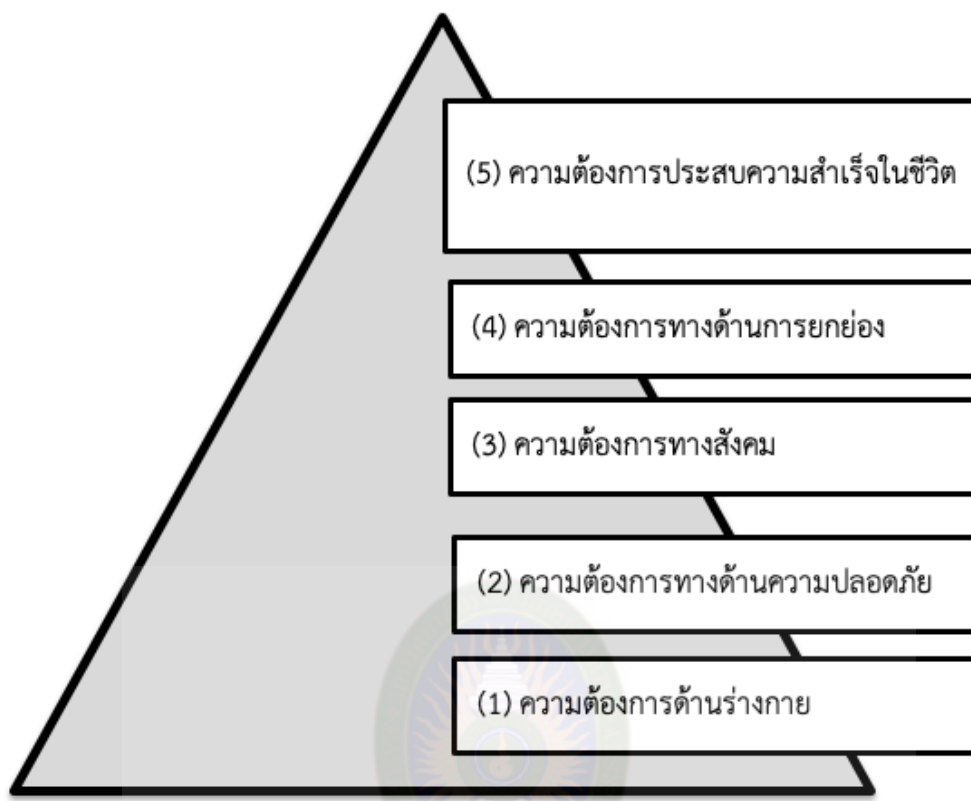 (5) ความต้องการประสบความสำเร็จในชีวิต
(4) ความต้องการทางด้านการยกย่อง
(3) ความต้องการทางสังคม
(2) ความต้องการทางด้านความปลอดภัย
(1) ความต้องการด้านร่างกาย